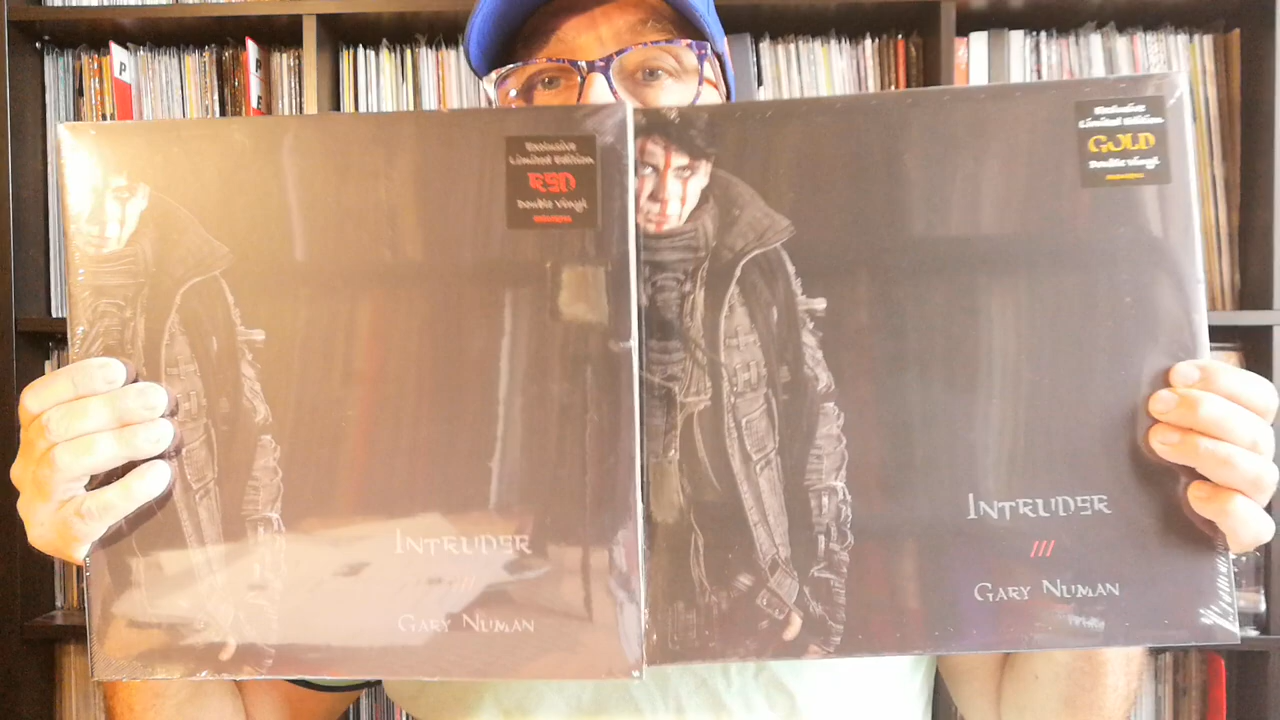 P
P
E
Exclusive
Limited Edition
RED
Double Vinyl
INTRUDER
///
GARY NUMAN
Exclusive
Limited Edition
GOLD
Double Vinyl
INTRUDER
///
GARY NUMAN